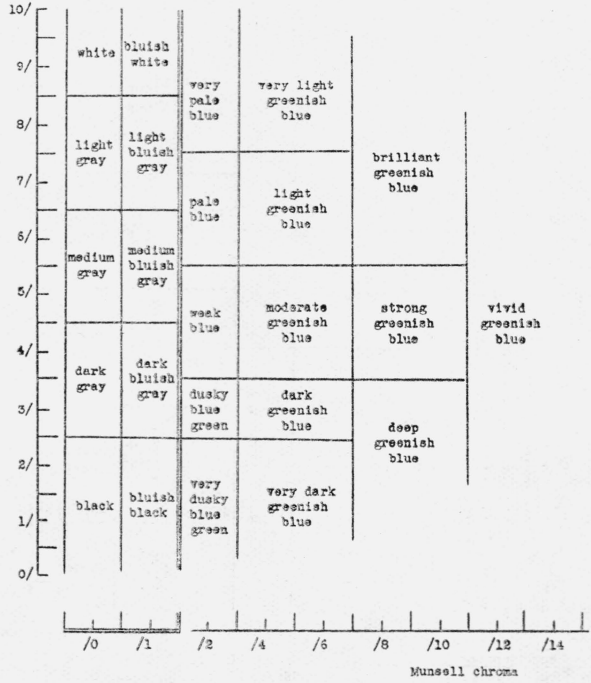 10/
white
bluish
white
9/
very
pale
blue
very light
greenish
blue
8/
light
gray
light
bluish
gray
brilliant
greenish
blue
7/
pale
blue
light
greenish
blue
6/
medium
gray
medium
bluish
gray
5/
weak
blue
moderate
greenish
blue
strong
greenish
blue
vivid
greenish
blue
4/
dark
gray
dark
bluish
gray
3/
dusky
blue
green
dark
greenish
blue
deep
greenish
blue
2/
black
bluish
black
very
dusky
blue
green
very dark
greenish
blue
1/
0/
/0 /1 /2 /4 /6 /8 /10 /12 /14
Munsell chroma